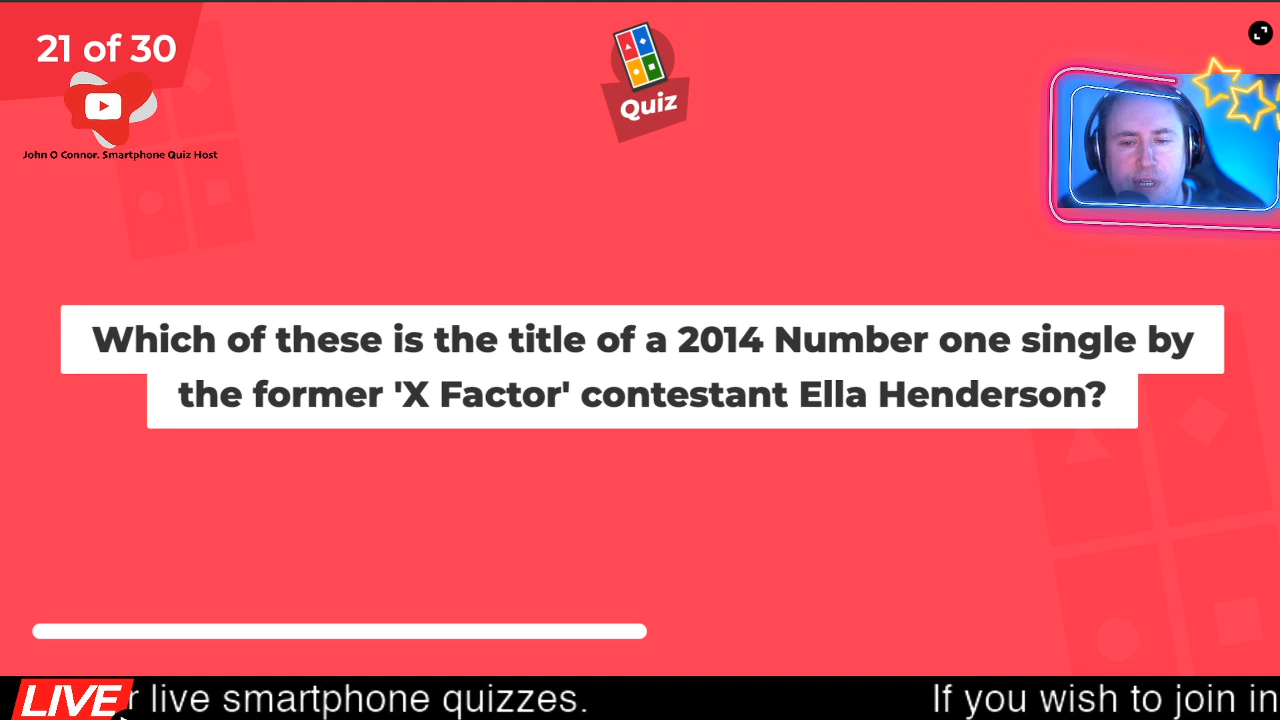 21 of 30
John O Connor. Smartphone Quiz Host
Quiz
Which of these is the title of a 2014 Number one single by
the former 'X Factor' contestant Ella Henderson?
LIVE
r live smartphone quizzes. If you wish to join in